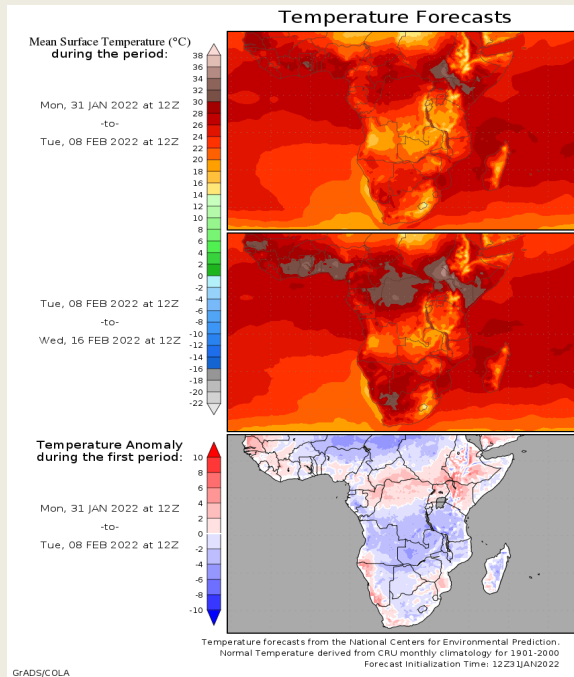 Temperature Forecasts
Mean Surface Temperature (°C)
during the period:
Mon, 31 JAN 2022 at 12Z
-to-
Tue, 08 FEB 2022 at 12Z
38
36
34
32
30
28
26
24
22
20
18
16
14
12
10
8
6
4
2
0
-2
-4
-6
-8
-10
-12
-14
-16
-18
-20
-22
Tue, 08 FEB 2022 at 12Z
-to-
Wed, 16 FEB 2022 at 12Z
Temperature Anomaly
during the first period:
Mon, 31 JAN 2022 at 12Z
-to-
Tue, 08 FEB 2022 at 12Z
10
8
6
4
2
0
-2
-4
-6
-8
-10
Temperature forecasts from the National Centers for Environmental Prediction.
Normal Temperature derived from CRU monthly climatology for 1901-2000
Forecast Initialization Time: 12Z31JAN2022
GrADS/COLA